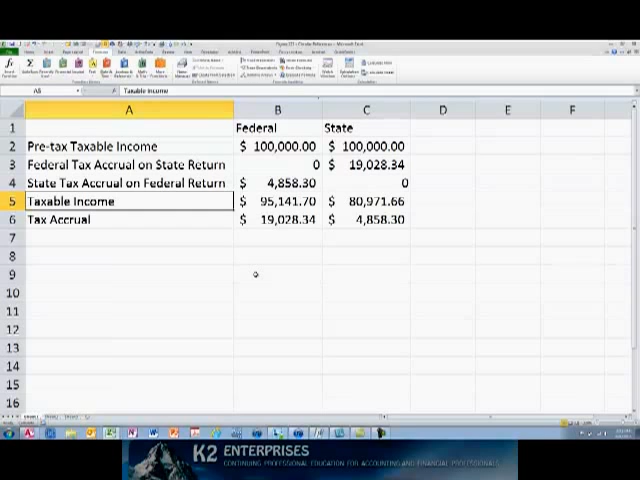 A5
Taxable Income
A B C D E F
1 Federal State
2 Pre-tax Taxable Income $ 100,000.00 $ 100,000.00
3 Federal Tax Accrual on State Return 0 $ 19,028.34
4 State Tax Accrual on Federal Return $ 4,858.30 0
5 Taxable Income $ 95,141.70 $ 80,971.66
6 Tax Accrual $ 19,028.34 $ 4,858.30
7
8
9
10
11
12
13
14
15
16
K2 ENTERPRISES
CONTINUING PROFESSIONAL EDUCATION FOR ACCOUNTING AND FINANCIAL PROFESSIONALS